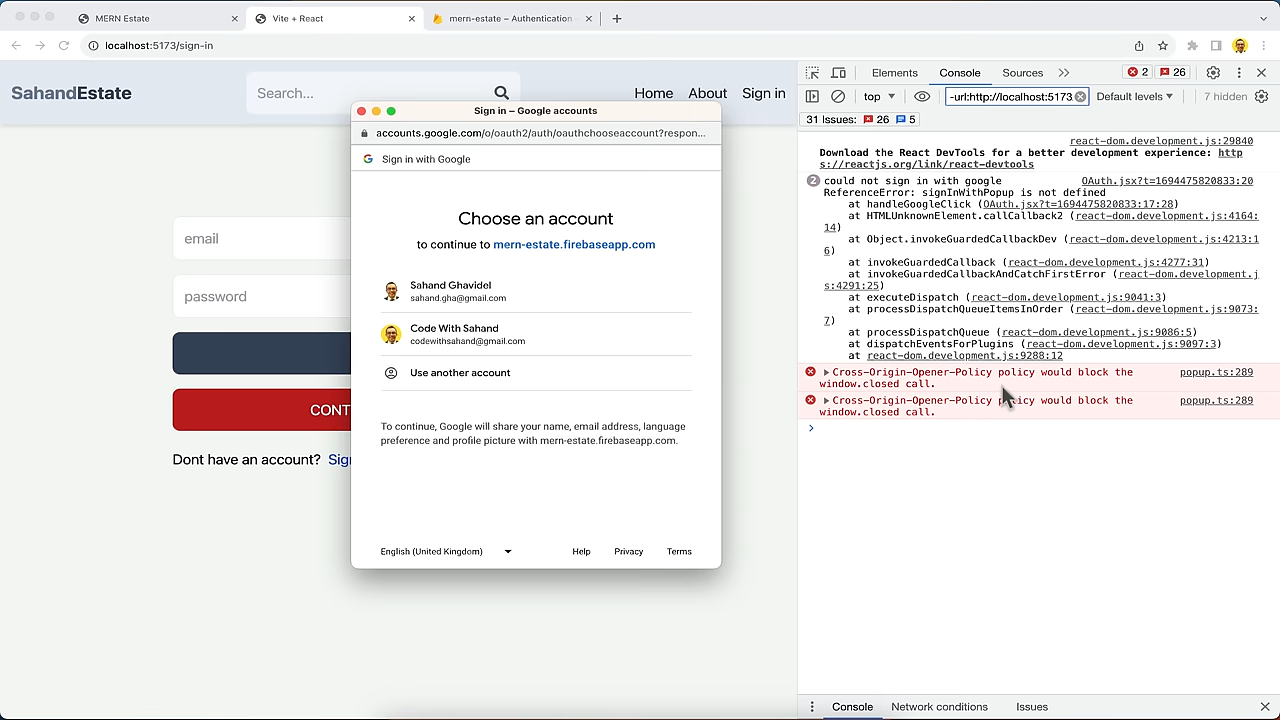 MERN Estate
Vite + React
mern-estate – Authentication
localhost:5173/sign-in
SahandEstate
Search...
Home
About
Sign in
email
password
CONT
Dont have an account? Sign
Sign in – Google accounts
accounts.google.com/o/oauth2/auth/oauthchooseaccount?respon...
Sign in with Google
Choose an account
to continue to mern-estate.firebaseapp.com
Sahand Ghavidel
sahand.gha@gmail.com
Code With Sahand
codewithsahand@gmail.com
Use another account
To continue, Google will share your name, email address, language
preference and profile picture with mern-estate.firebaseapp.com.
English (United Kingdom)
Help
Privacy
Terms
Elements
Console
Sources
2
26
top
-url:http://localhost:5173
Default levels
7 hidden
31 Issues: 26 5
react-dom.development.js:29840
Download the React DevTools for a better development experience: http
s://reactjs.org/link/react-devtools
2 could not sign in with google OAuth.jsx?t=1694475820833:20
ReferenceError: signInWithPopup is not defined
at handleGoogleClick (OAuth.jsx?t=1694475820833:17:28)
at HTMLUnknownElement.callCallback2 (react-dom.development.js:4164:
14)
at Object.invokeGuardedCallbackDev (react-dom.development.js:4213:1
6)
at invokeGuardedCallback (react-dom.development.js:4277:31)
at invokeGuardedCallbackAndCatchFirstError (react-dom.development.j
s:4291:25)
at executeDispatch (react-dom.development.js:9041:3)
at processDispatchQueueItemsInOrder (react-dom.development.js:9073:
7)
at processDispatchQueue (react-dom.development.js:9086:5)
at dispatchEventsForPlugins (react-dom.development.js:9097:3)
at react-dom.development.js:9288:12
Cross-Origin-Opener-Policy policy would block the popup.ts:289
window.closed call.
Cross-Origin-Opener-Policy policy would block the popup.ts:289
window.closed call.
Console
Network conditions
Issues